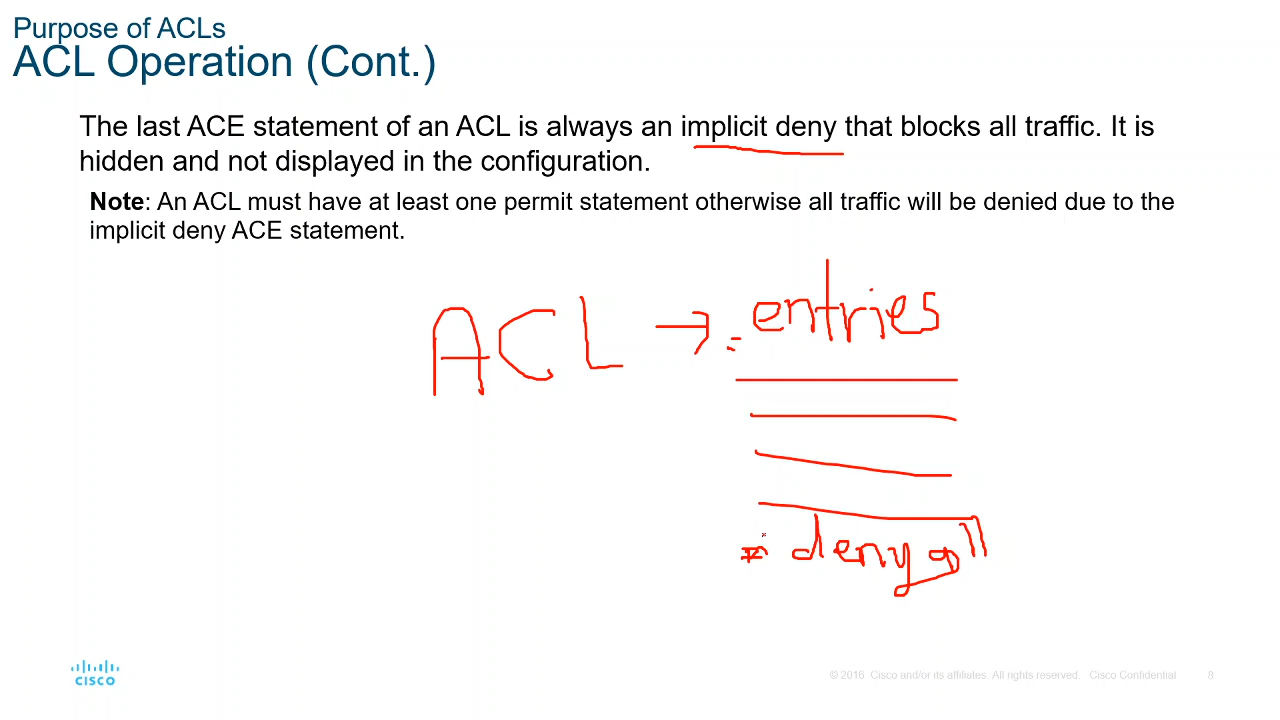 Purpose of ACLs
ACL Operation (Cont.)
The last ACE statement of an ACL is always an implicit deny that blocks all traffic. It is
hidden and not displayed in the configuration.
Note: An ACL must have at least one permit statement otherwise all traffic will be denied due to the
implicit deny ACE statement.
ACL → entries
deny all
CISCO
© 2016 Cisco and/or its affiliates. All rights reserved. Cisco Confidential 8